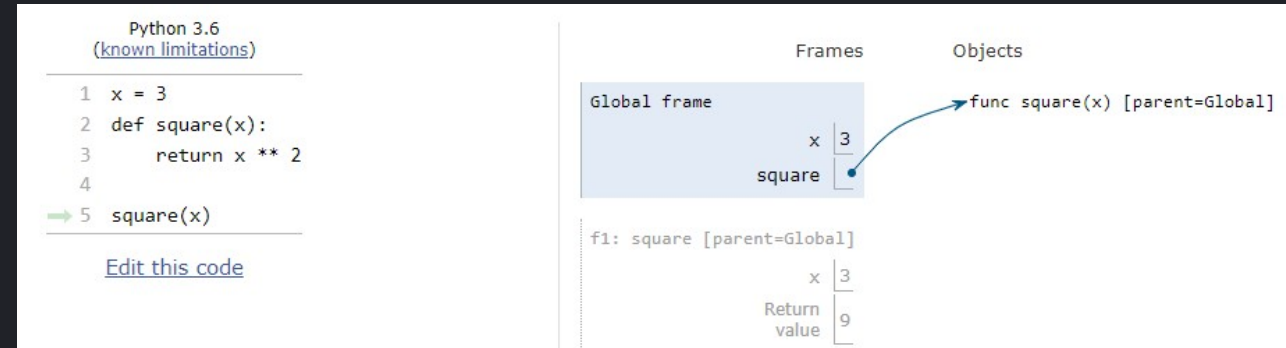 Python 3.6
(known limitations)
1 x = 3
2 def square(x):
3     return x ** 2
4
5 square(x)
Edit this code
Frames Objects
Global frame
x 3
square
func square(x) [parent=Global]
f1: square [parent=Global]
x 3
Return
value 9